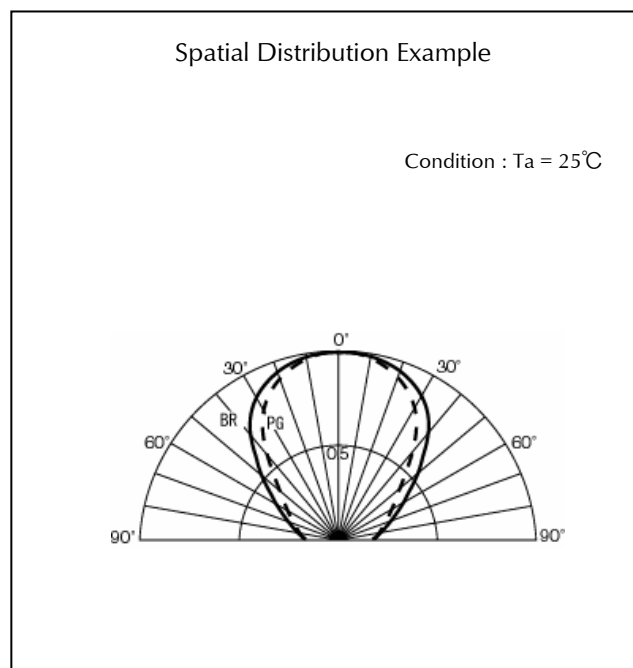 Spatial Distribution Example
Condition : Ta = 25℃
0°
30°
30°
BR
PG
60°
60°
0.5
90°
90°